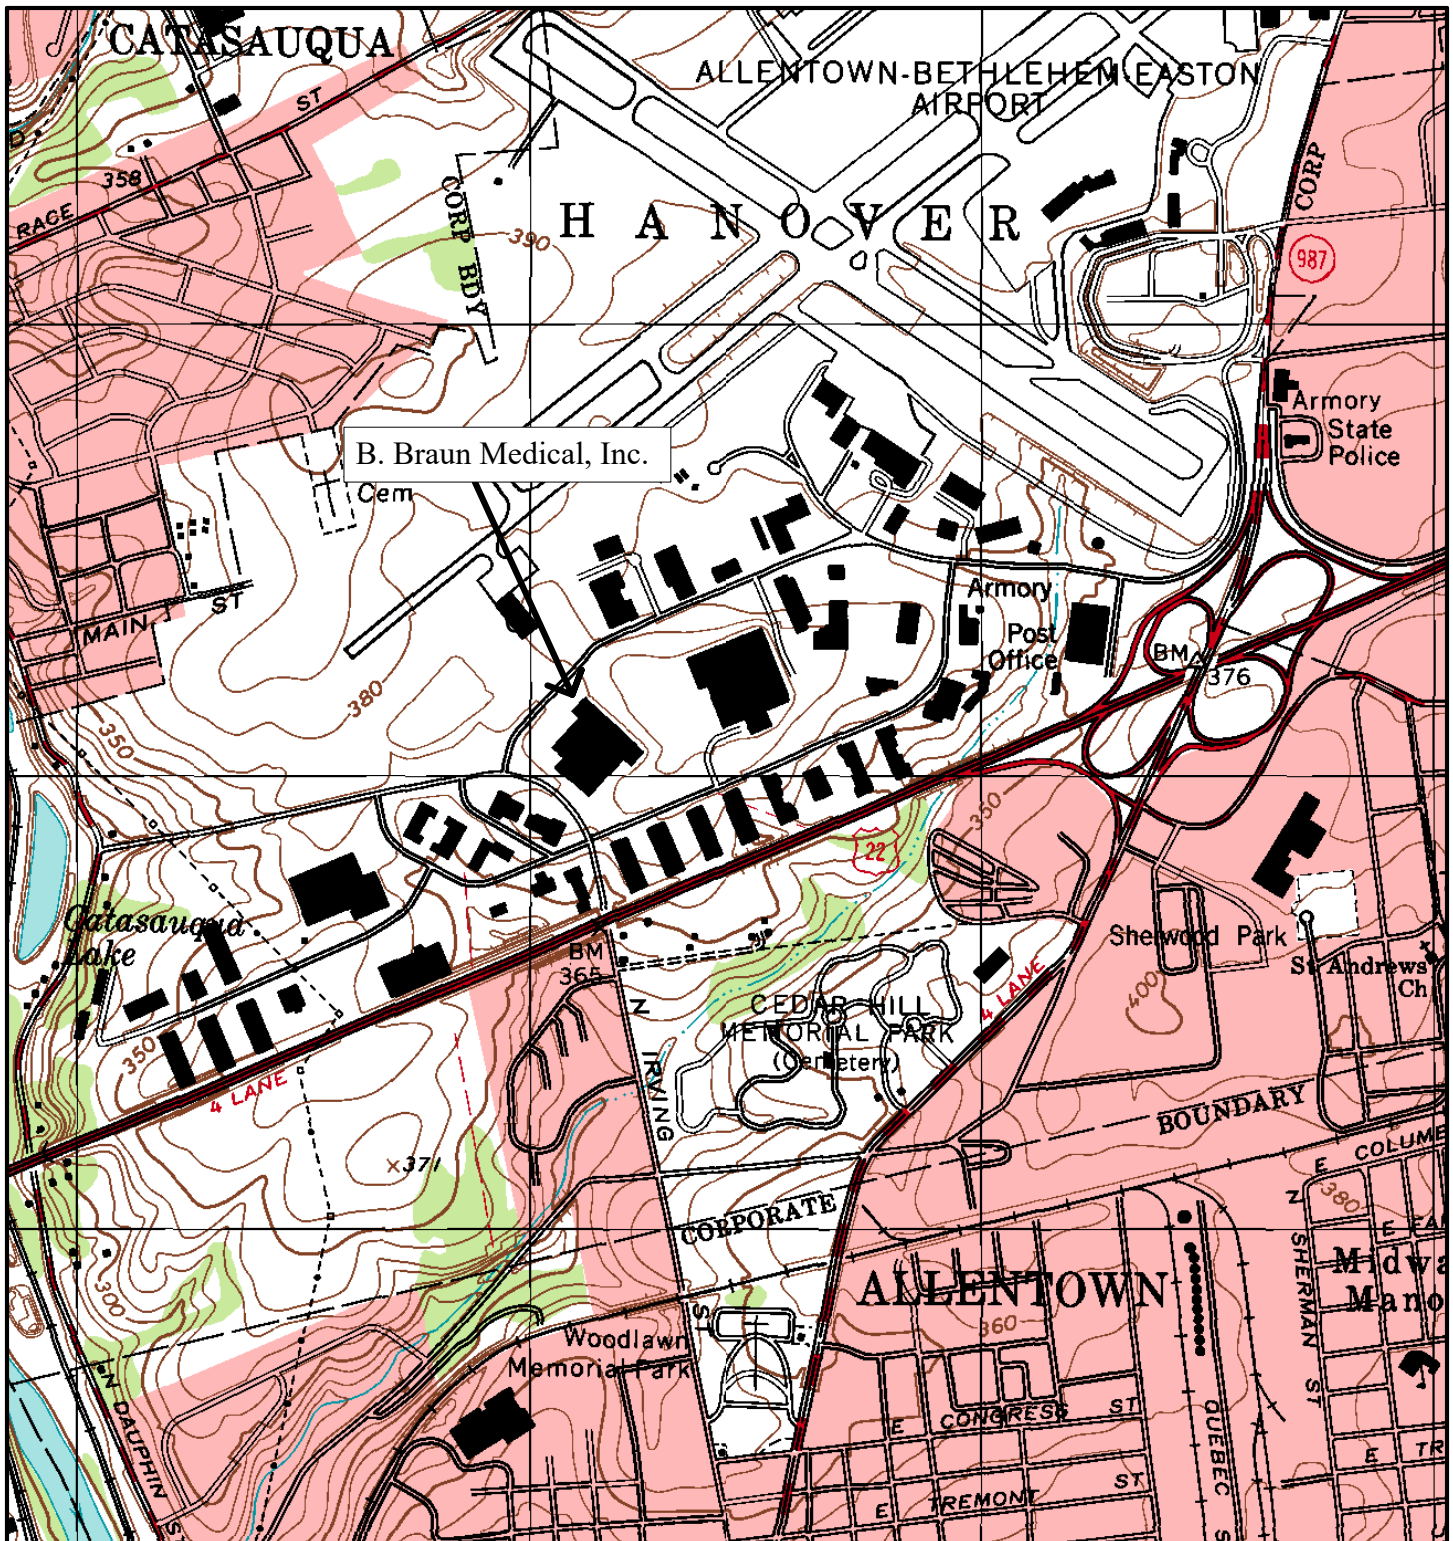 CATASAUQUA
ALLENTOWN-BETHLEHEM-EASTON
AIRPORT
ST
358
RACE
CORP BDY
390
HANOVER
CORP
987
Armory
State
Police
B. Braun Medical, Inc.
Cem
MAIN ST
Armory
Post
Office
BM
376
380
350
350
22
Catasauqua
Lake
BM
365
Sherwood Park
St Andrews
Ch
400
4 LANE
CEDAR HILL
MEMORIAL PARK
(Cemetery)
N IRVING ST
350
4 LANE
371
BOUNDARY
CORPORATE
E COLUMB
380
N SHERMAN ST
E
Midwa
Mano
300
ALLENTOWN
360
Woodlawn
Memorial Park
N DAUPHIN ST
E CONGRESS ST
QUEBEC S
E TR
E TREMONT ST